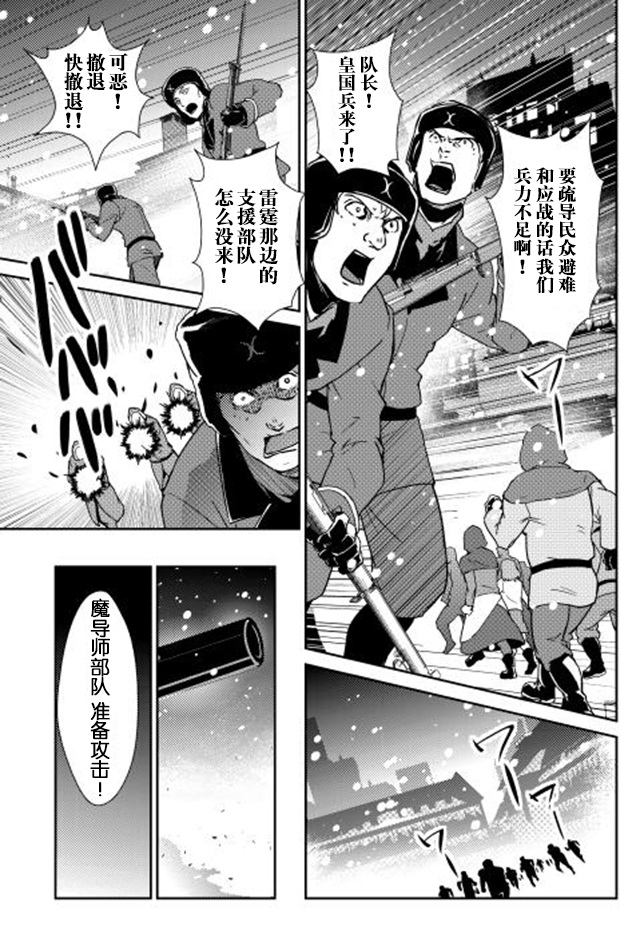 队长！
皇国兵来了！！
要疏导民众避难
和应战的话我们
兵力不足啊！
雷霆那边的
支援部队
怎么没来！
可恶！
撤退！
快撤退！！
魔导师部队 准备攻击！